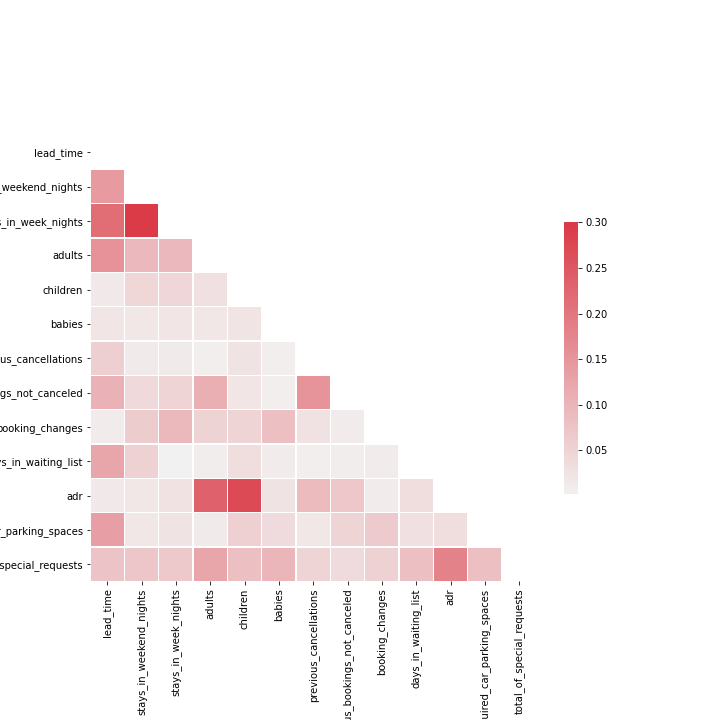 lead_time
_weekend_nights
s_in_week_nights
adults
children
babies
us_cancellations
gs_not_canceled
booking_changes
ys_in_waiting_list
adr
r_parking_spaces
special_requests
lead_time
stays_in_weekend_nights
stays_in_week_nights
adults
children
babies
previous_cancellations
us_bookings_not_canceled
booking_changes
days_in_waiting_list
adr
uired_car_parking_spaces
total_of_special_requests
0.30
0.25
0.20
0.15
0.10
0.05